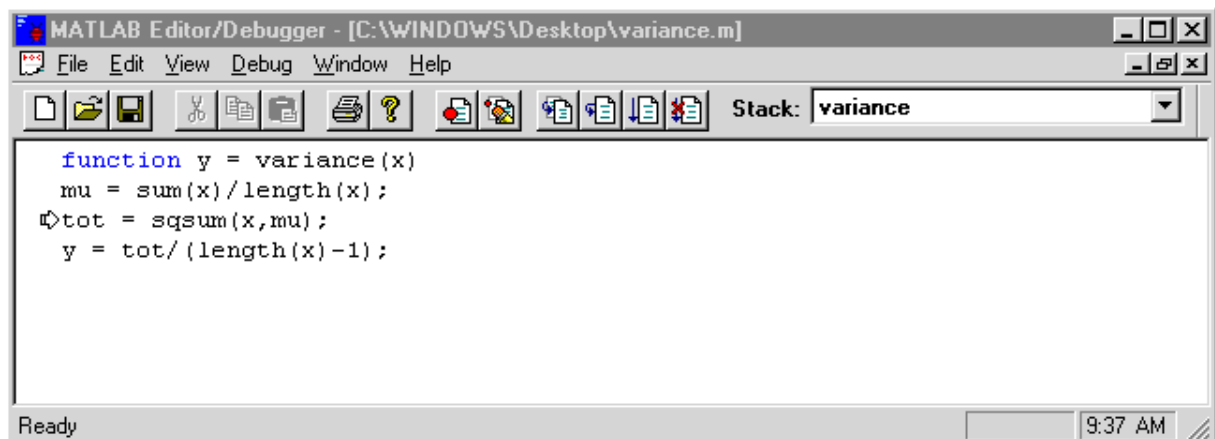 MATLAB Editor/Debugger - [C:\WINDOWS\Desktop\variance.m]
File Edit View Debug Window Help
Stack: variance
function y = variance(x)
mu = sum(x)/length(x);
tot = sqsum(x,mu);
y = tot/(length(x)-1);
Ready 9:37 AM